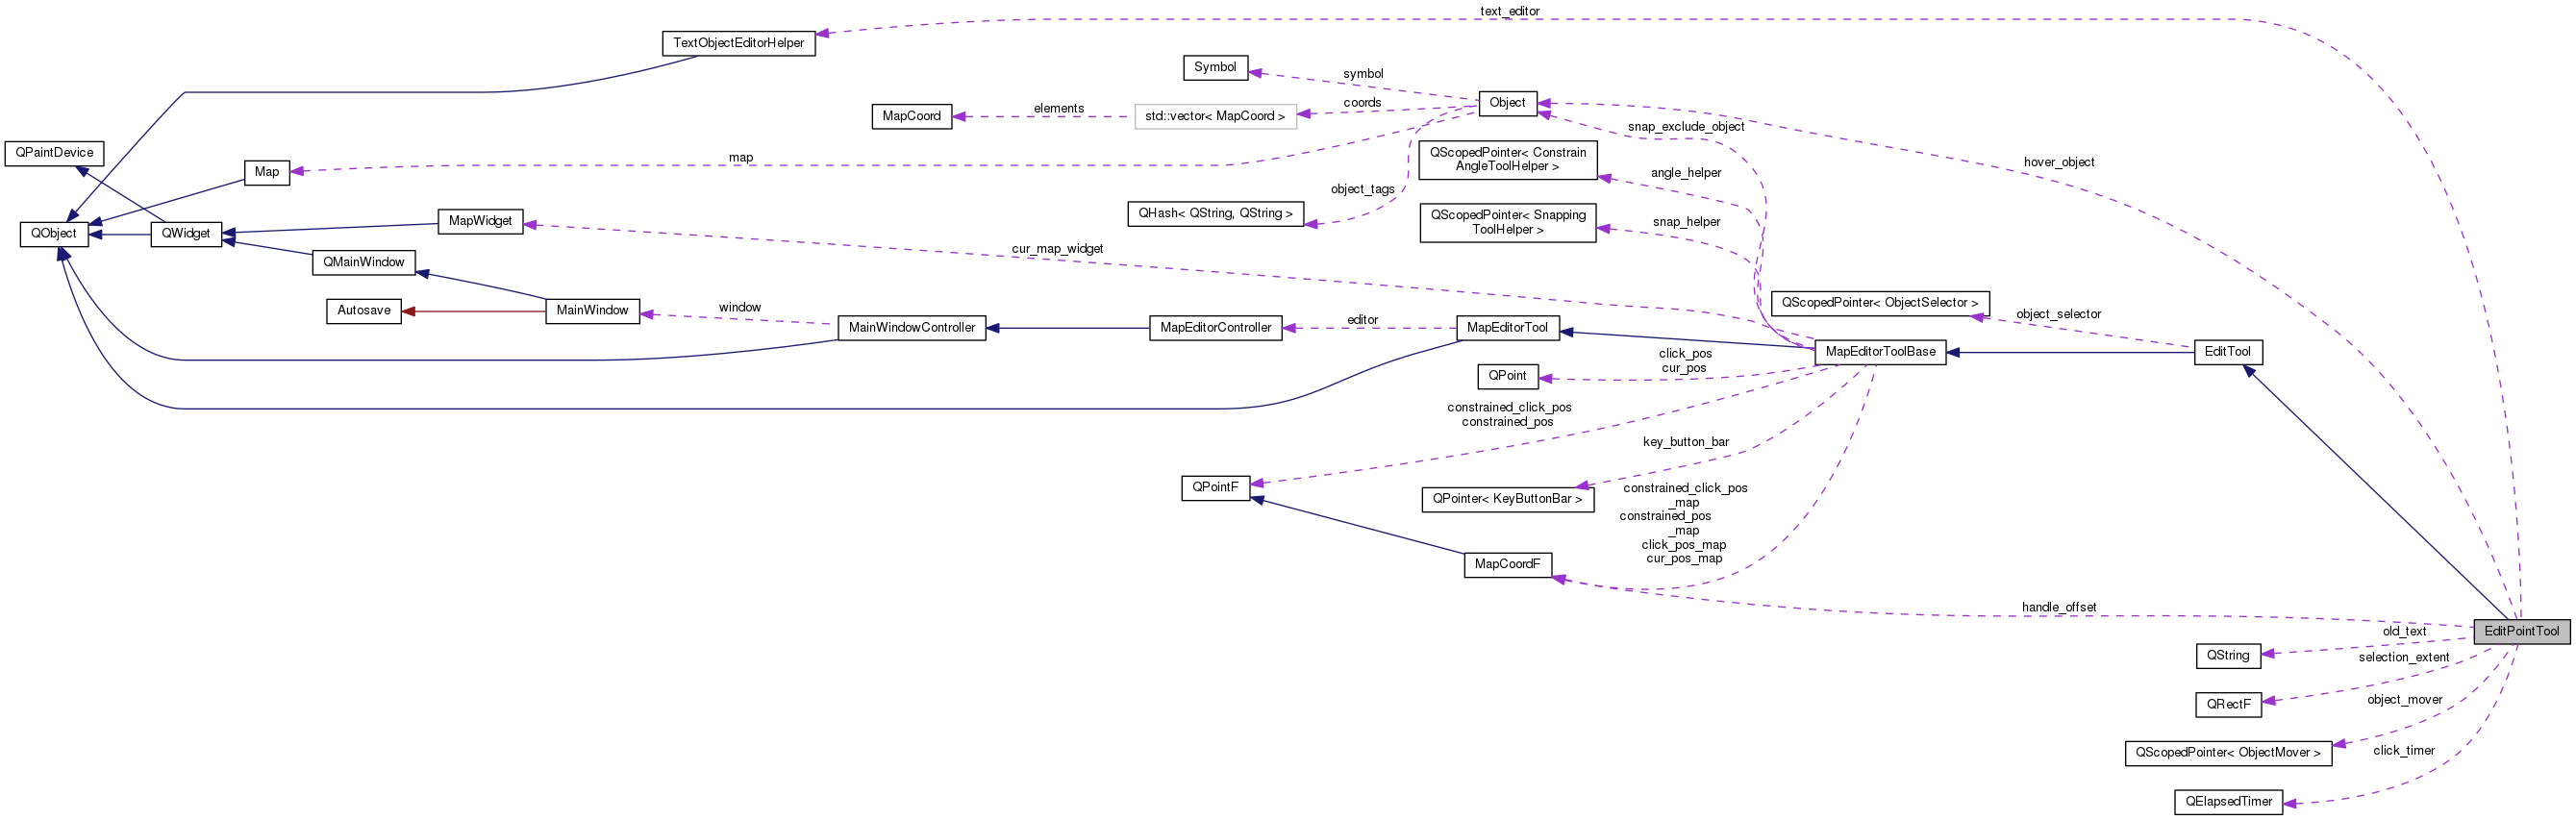 text_editor
TextObjectEditorHelper
Symbol
symbol
Object
coords
elements
MapCoord
std::vector< MapCoord >
snap_exclude_object
QPaintDevice
map
Map
QScopedPointer< Constrain
AngleToolHelper >
angle_helper
hover_object
object_tags
QHash< QString, QString >
QScopedPointer< Snapping
ToolHelper >
snap_helper
MapWidget
QObject
QWidget
cur_map_widget
QMainWindow
QScopedPointer< ObjectSelector >
object_selector
Autosave
MainWindow
window
MainWindowController
MapEditorController
editor
MapEditorTool
MapEditorToolBase
EditTool
click_pos
cur_pos
QPoint
constrained_click_pos
constrained_pos
key_button_bar
QPointF
QPointer< KeyButtonBar >
constrained_click_pos
_map
constrained_pos
_map
click_pos_map
cur_pos_map
MapCoordF
handle_offset
EditPointTool
old_text
QString
selection_extent
QRectF
object_mover
QScopedPointer< ObjectMover >
click_timer
QElapsedTimer